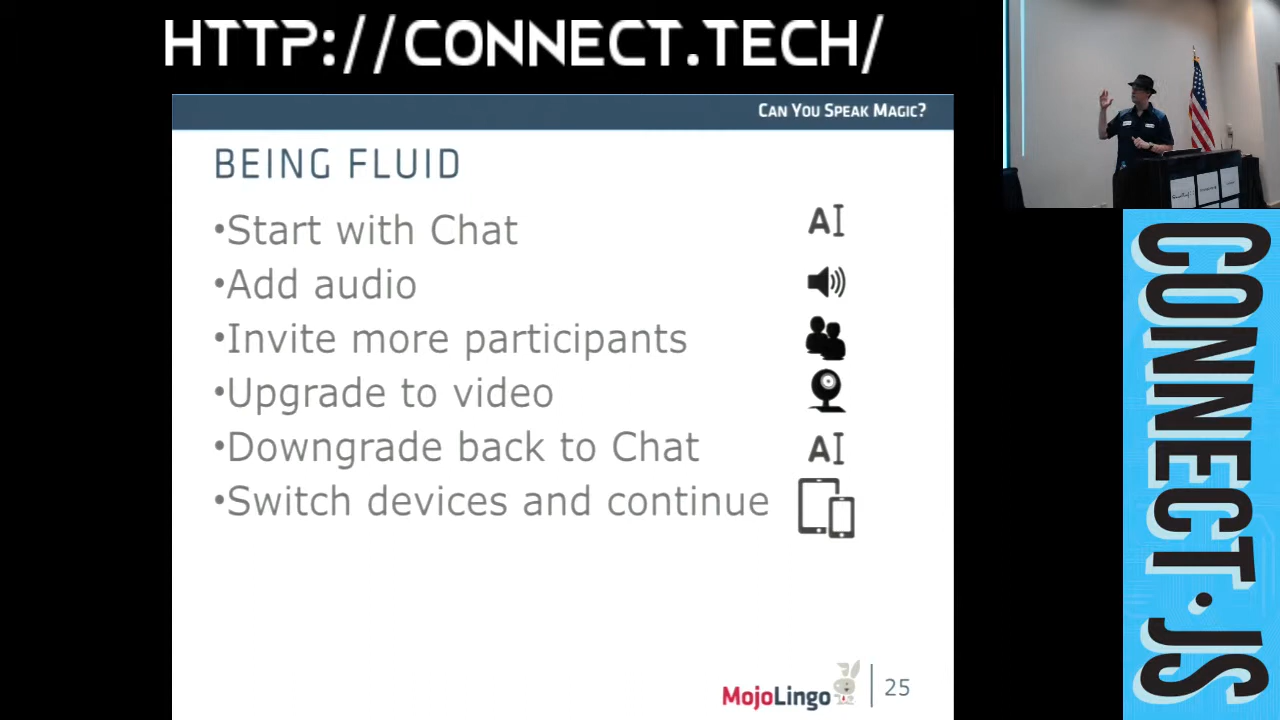 HTTP://CONNECT.TECH/
CAN YOU SPEAK MAGIC?
BEING FLUID
•Start with Chat
•Add audio
•Invite more participants
•Upgrade to video
•Downgrade back to Chat
•Switch devices and continue
MojoLingo
25
CONNECT.JS